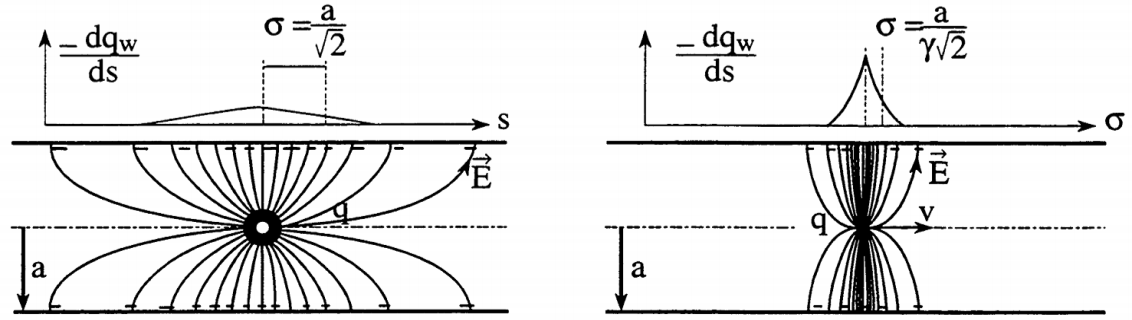 σ = a/√2
− dq_w/ds
s
E⃗
q
a
σ = a/γ√2
− dq_w/ds
σ
E⃗
q
v
a